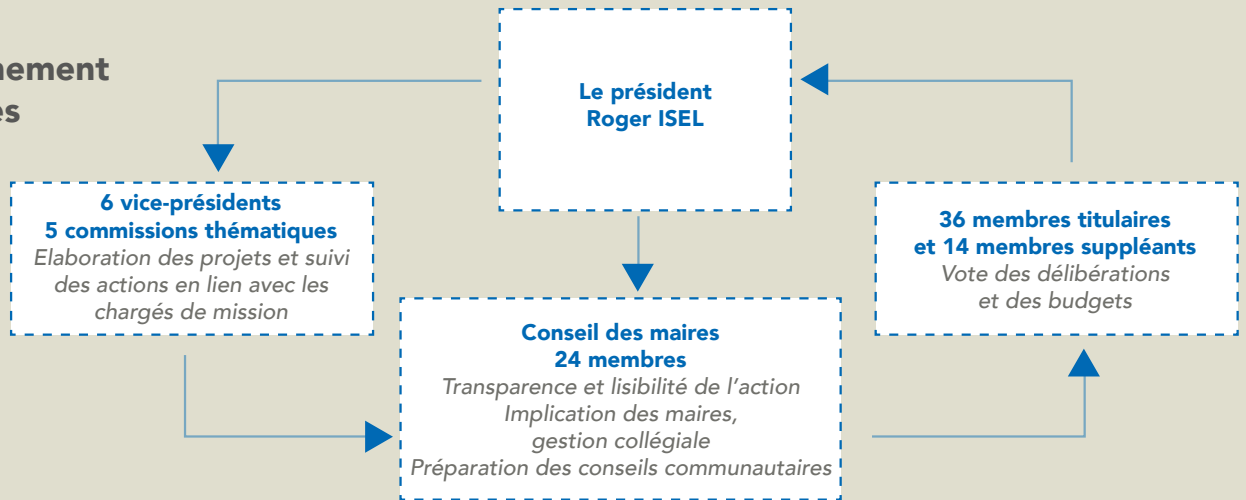 Le président
Roger ISEL
6 vice-présidents
5 commissions thématiques
Elaboration des projets et suivi
des actions en lien avec les
chargés de mission
Conseil des maires
24 membres
Transparence et lisibilité de l'action
Implication des maires,
gestion collégiale
Préparation des conseils communautaires
36 membres titulaires
et 14 membres suppléants
Vote des délibérations
et des budgets